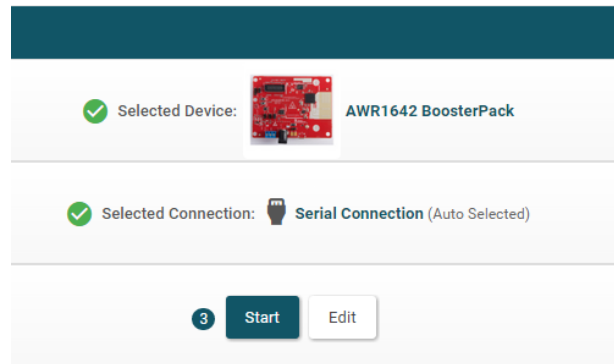 Selected Device: AWR1642 BoosterPack
Selected Connection: Serial Connection (Auto Selected)
3 Start Edit